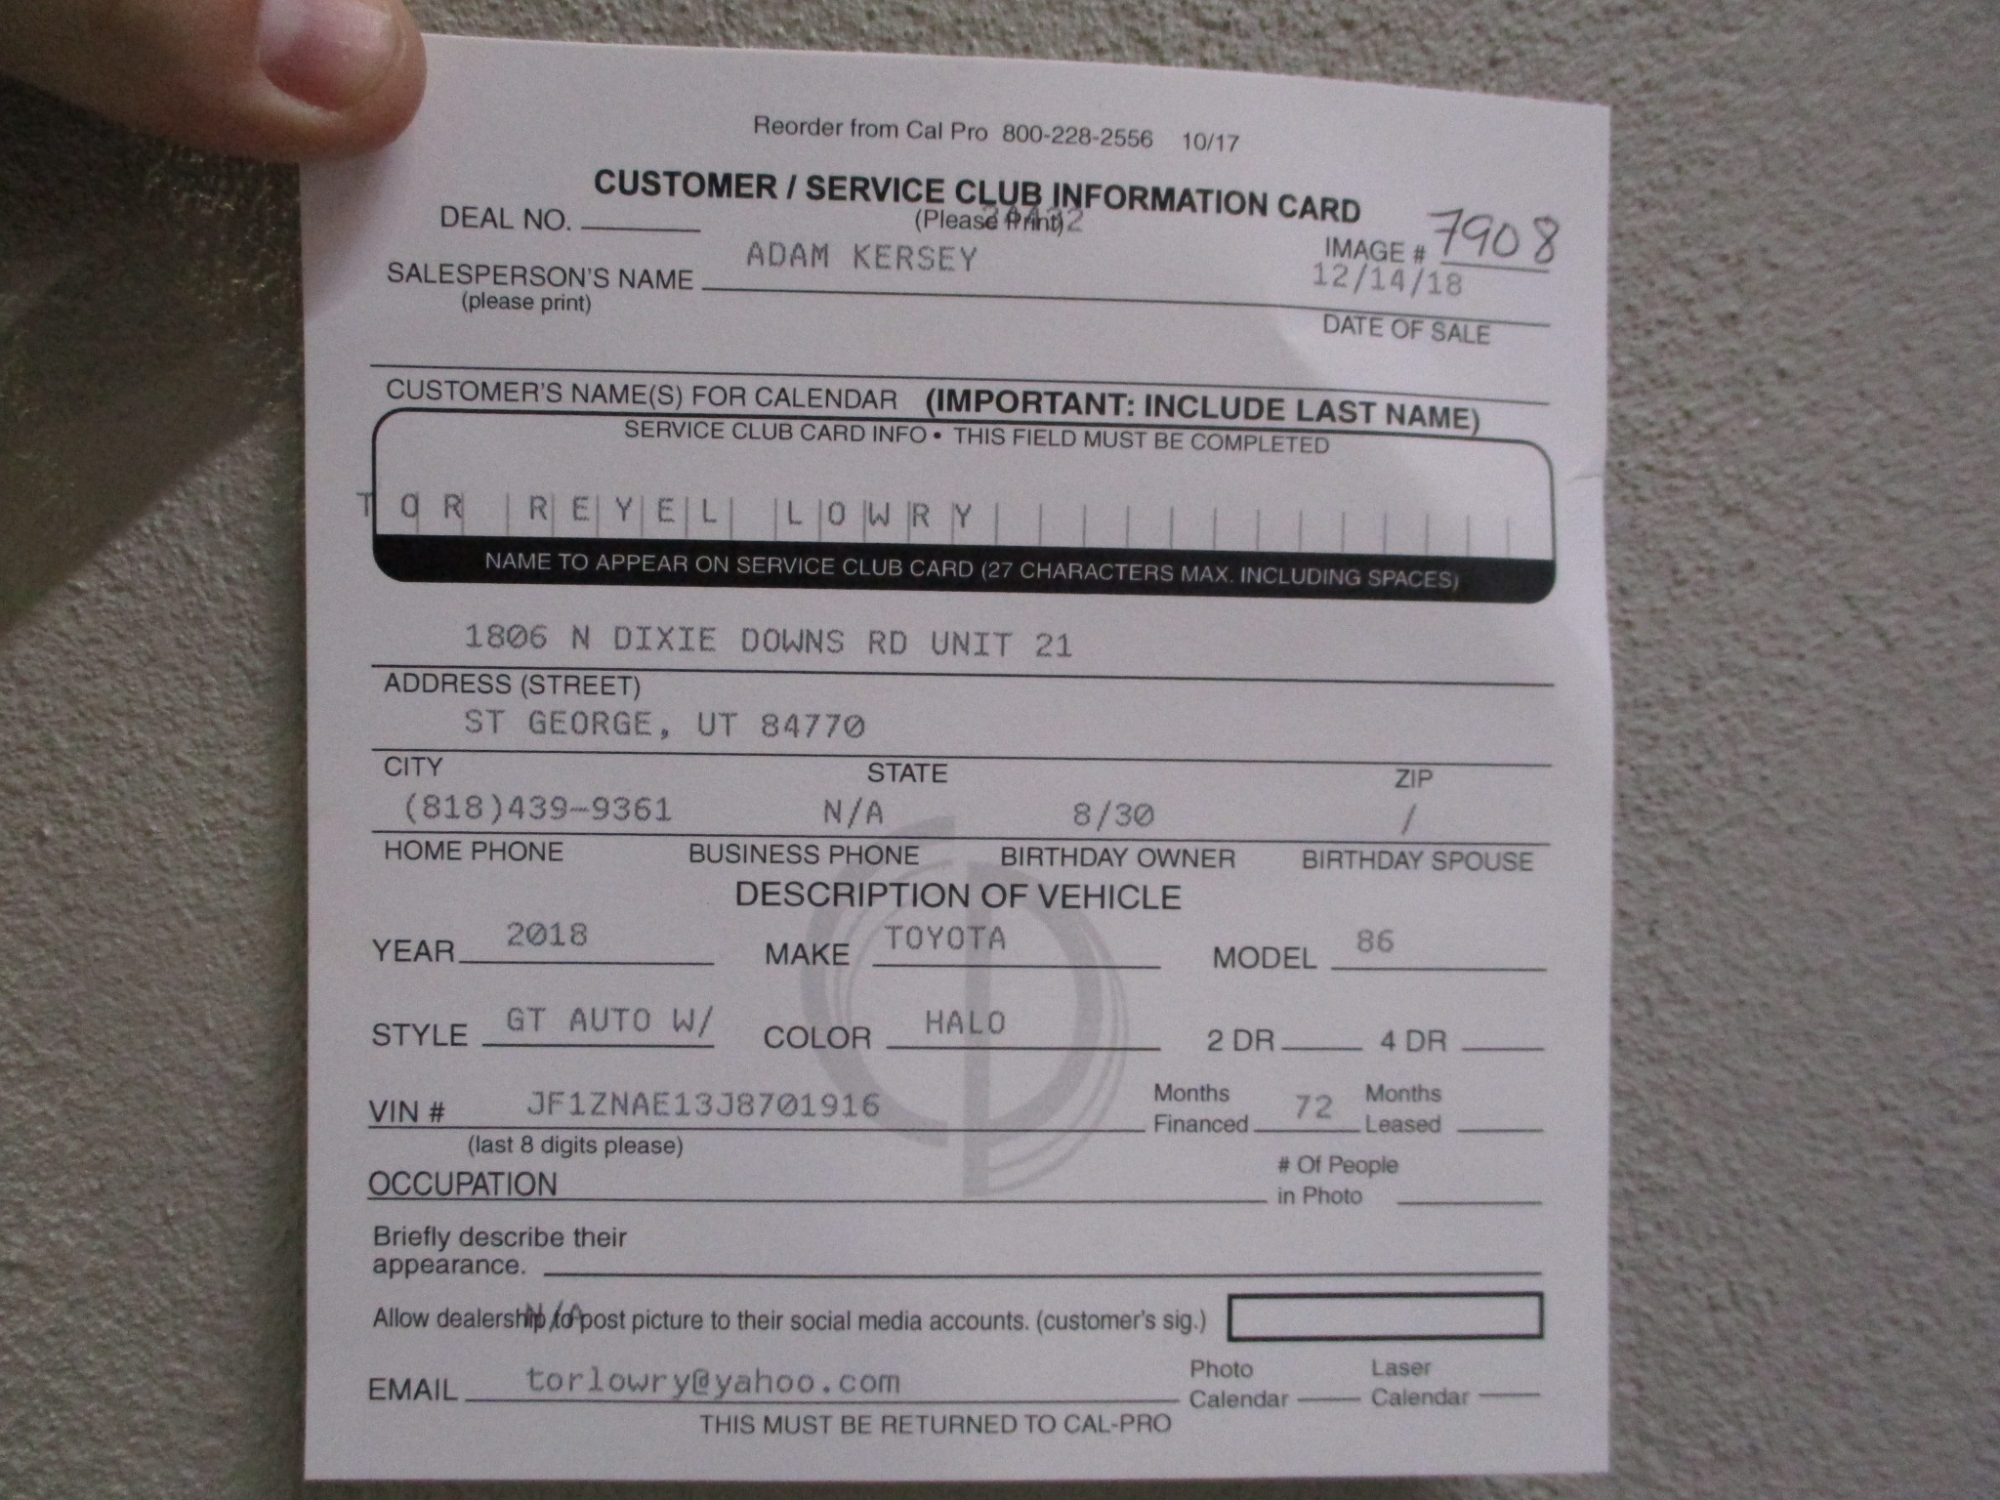 Reorder from Cal Pro 800-228-2556 10/17
CUSTOMER / SERVICE CLUB INFORMATION CARD
DEAL NO. (Please Print)
IMAGE # 7908
SALESPERSON'S NAME ADAM KERSEY 12/14/18
(please print) DATE OF SALE
CUSTOMER'S NAME(S) FOR CALENDAR (IMPORTANT: INCLUDE LAST NAME)
SERVICE CLUB CARD INFO • THIS FIELD MUST BE COMPLETED
TOR REYEL LOWRY
NAME TO APPEAR ON SERVICE CLUB CARD (27 CHARACTERS MAX. INCLUDING SPACES)
1806 N DIXIE DOWNS RD UNIT 21
ADDRESS (STREET)
ST GEORGE, UT 84770
CITY STATE ZIP
(818)439-9361 N/A 8/30 /
HOME PHONE BUSINESS PHONE BIRTHDAY OWNER BIRTHDAY SPOUSE
DESCRIPTION OF VEHICLE
YEAR 2018 MAKE TOYOTA MODEL 86
STYLE GT AUTO W/ COLOR HALO 2 DR 4 DR
VIN # JF1ZNAE13J8701916 Months Financed 72 Months Leased
(last 8 digits please)
OCCUPATION # Of People in Photo
Briefly describe their
appearance.
N/A
Allow dealership to post picture to their social media accounts. (customer's sig.)
EMAIL torlowry@yahoo.com Photo Calendar Laser Calendar
THIS MUST BE RETURNED TO CAL-PRO